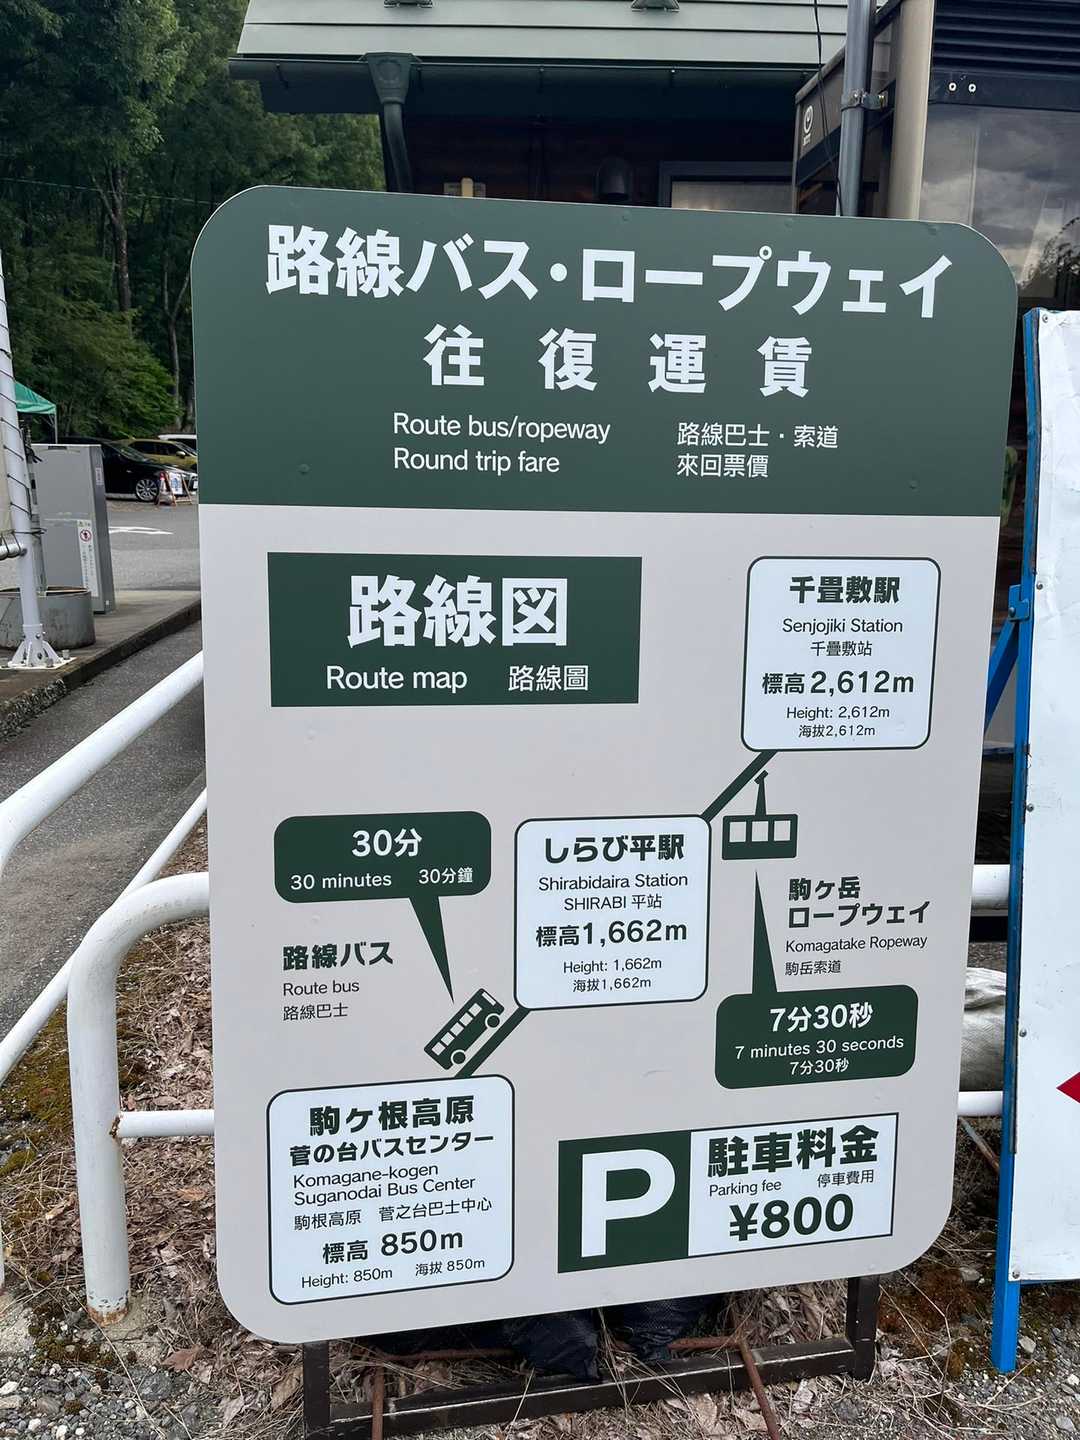 路線バス・ロープウェイ
往復運賃
Route bus/ropeway
Round trip fare
路線巴士・索道
來回票價
路線図
Route map 路線圖
千畳敷駅
Senjojiki Station
千疊敷站
標高2,612m
Height: 2,612m
海拔2,612m
30分
30 minutes 30分鐘
路線バス
Route bus
路線巴士
しらび平駅
Shirabidaira Station
SHIRABI 平站
標高1,662m
Height: 1,662m
海拔1,662m
駒ヶ岳
ロープウェイ
Komagatake Ropeway
駒岳索道
7分30秒
7 minutes 30 seconds
7分30秒
駒ヶ根高原
菅の台バスセンター
Komagane-kogen
Suganodai Bus Center
駒根高原 菅之台巴士中心
標高 850m
Height: 850m 海拔 850m
P
駐車料金
Parking fee 停車費用
¥800